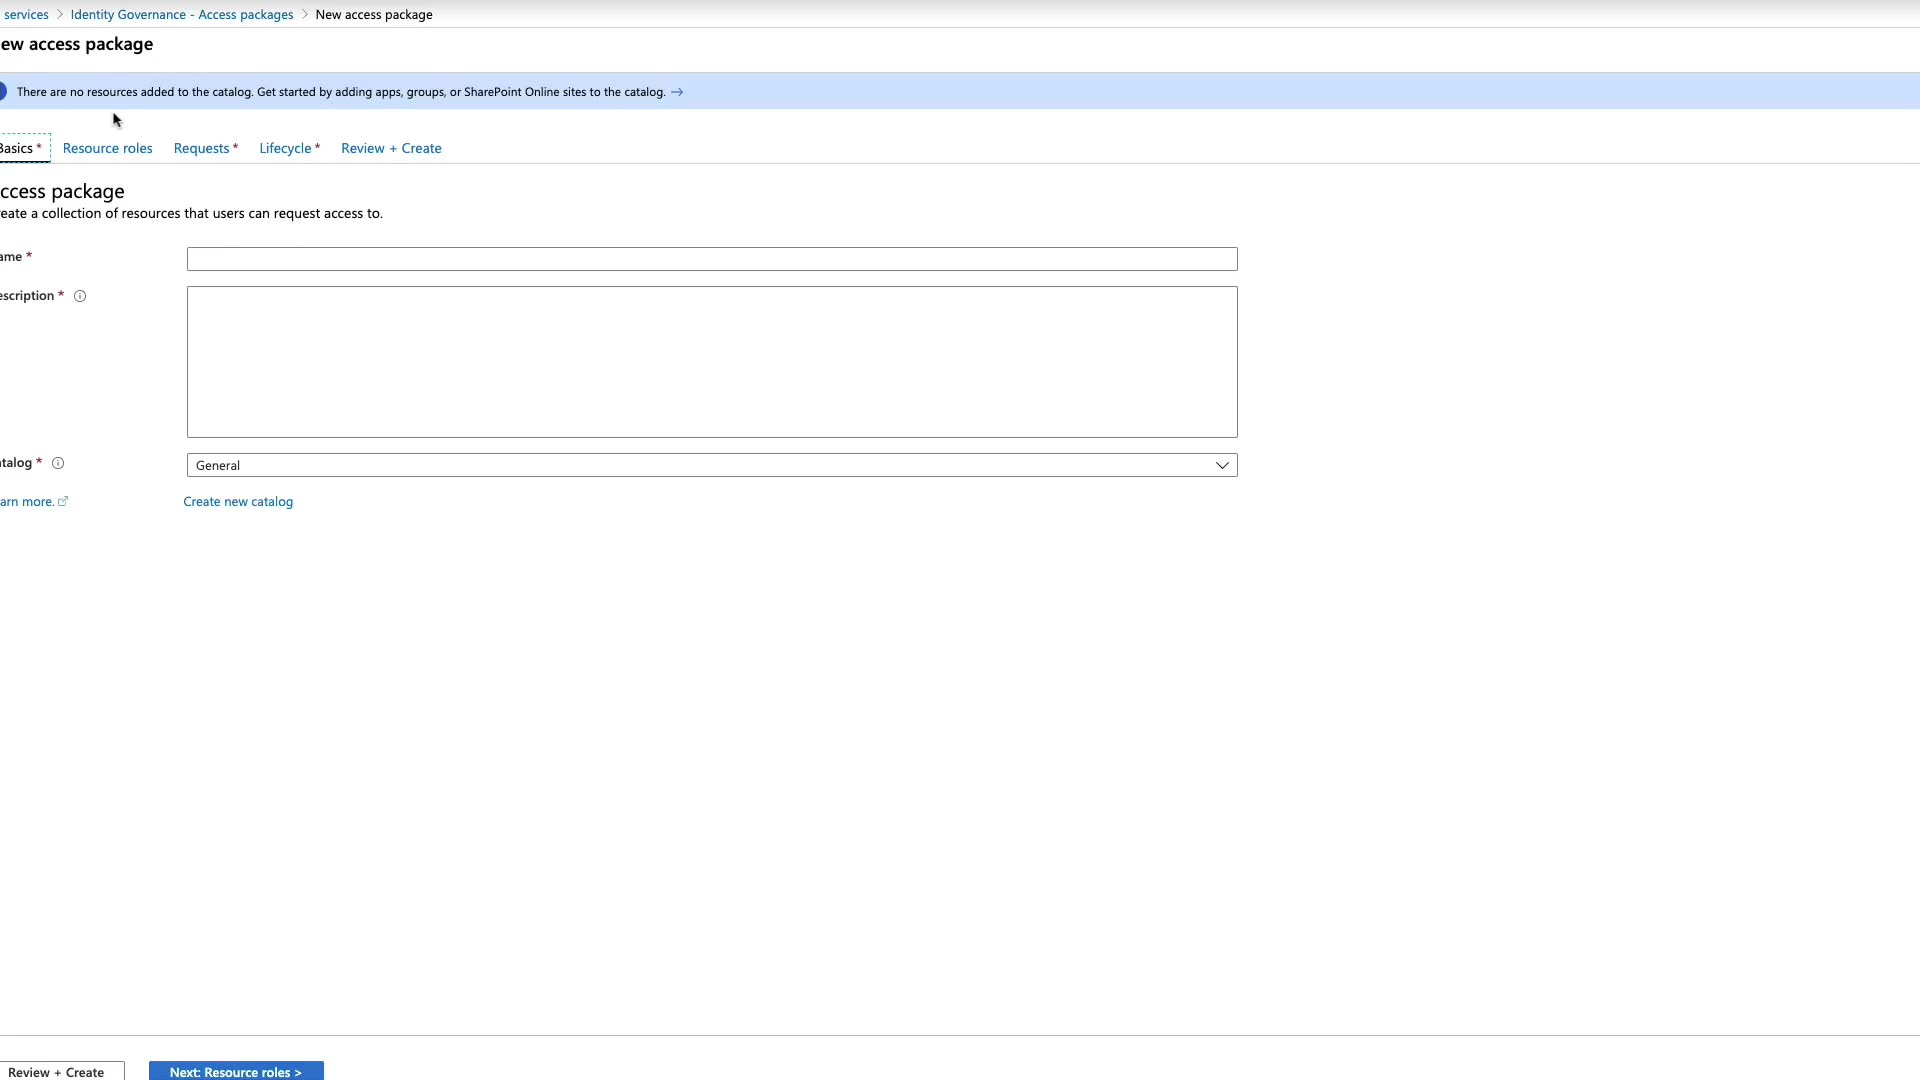 services > Identity Governance - Access packages > New access package
ew access package
There are no resources added to the catalog. Get started by adding apps, groups, or SharePoint Online sites to the catalog. →
Basics * Resource roles Requests * Lifecycle * Review + Create
ccess package
eate a collection of resources that users can request access to.
ame *
escription *
atalog * General
arn more. Create new catalog
Review + Create Next: Resource roles >